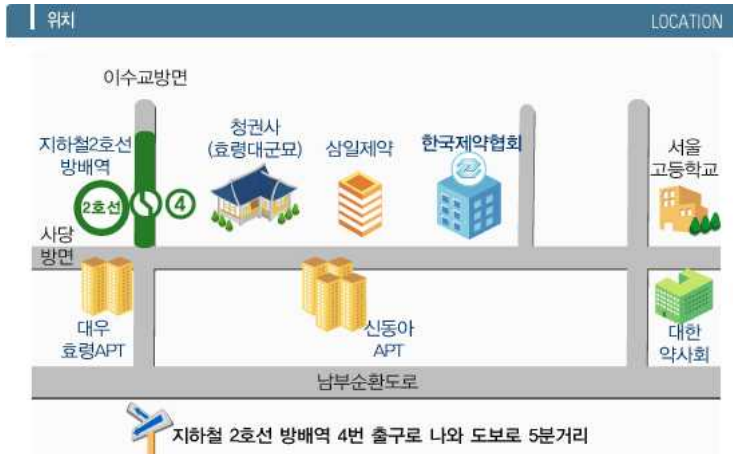 위치
LOCATION
이수교방면
지하철2호선
방배역
2호선
4
청권사
(효령대군묘)
삼일제약
한국제약협회
서울
고등학교
사당
방면
대우
효령APT
신동아
APT
대한
약사회
남부순환도로
지하철 2호선 방배역 4번 출구로 나와 도보로 5분거리